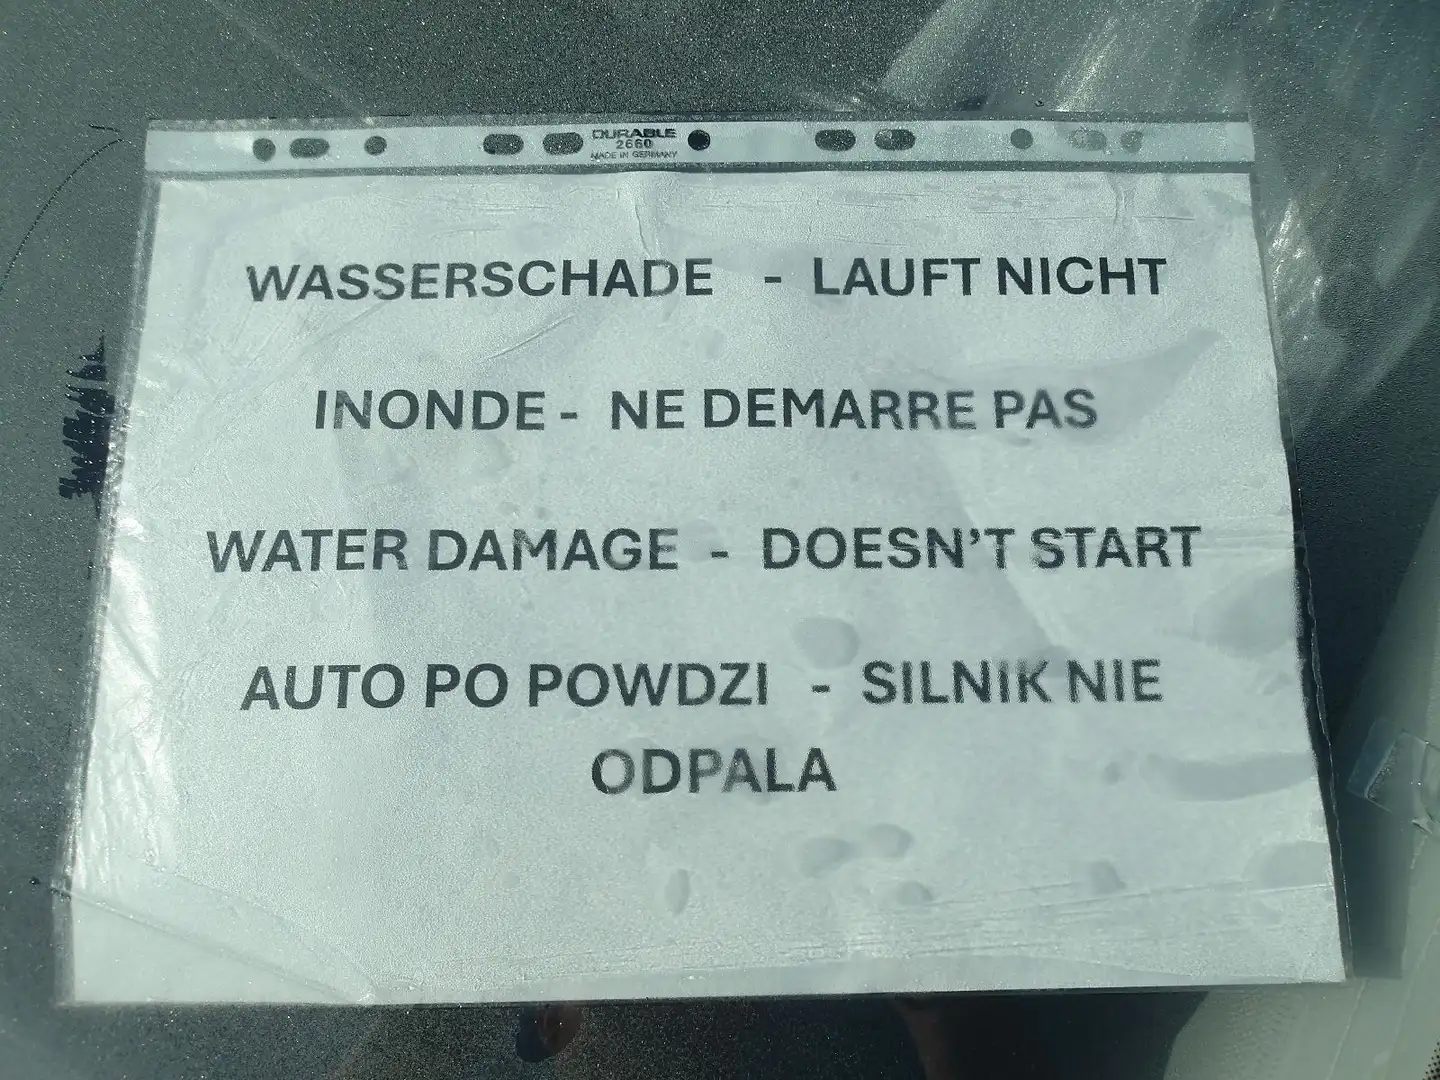 DURABLE
2660
MADE IN GERMANY
WASSERSCHADE - LAUFT NICHT
INONDE - NE DEMARRE PAS
WATER DAMAGE - DOESN'T START
AUTO PO POWDZI - SILNIK NIE
ODPALA